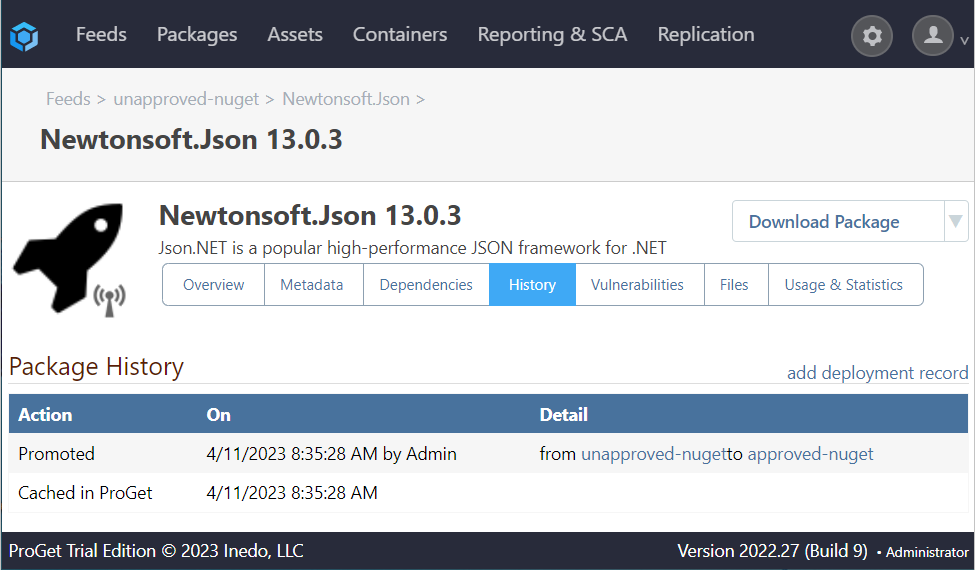 Feeds Packages Assets Containers Reporting & SCA Replication
Feeds > unapproved-nuget > Newtonsoft.Json >
Newtonsoft.Json 13.0.3
Newtonsoft.Json 13.0.3
Download Package
Json.NET is a popular high-performance JSON framework for .NET
Overview Metadata Dependencies History Vulnerabilities Files Usage & Statistics
Package History
add deployment record
Action On Detail
Promoted 4/11/2023 8:35:28 AM by Admin from unapproved-nugetto approved-nuget
Cached in ProGet 4/11/2023 8:35:28 AM
ProGet Trial Edition © 2023 Inedo, LLC Version 2022.27 (Build 9) • Administrator